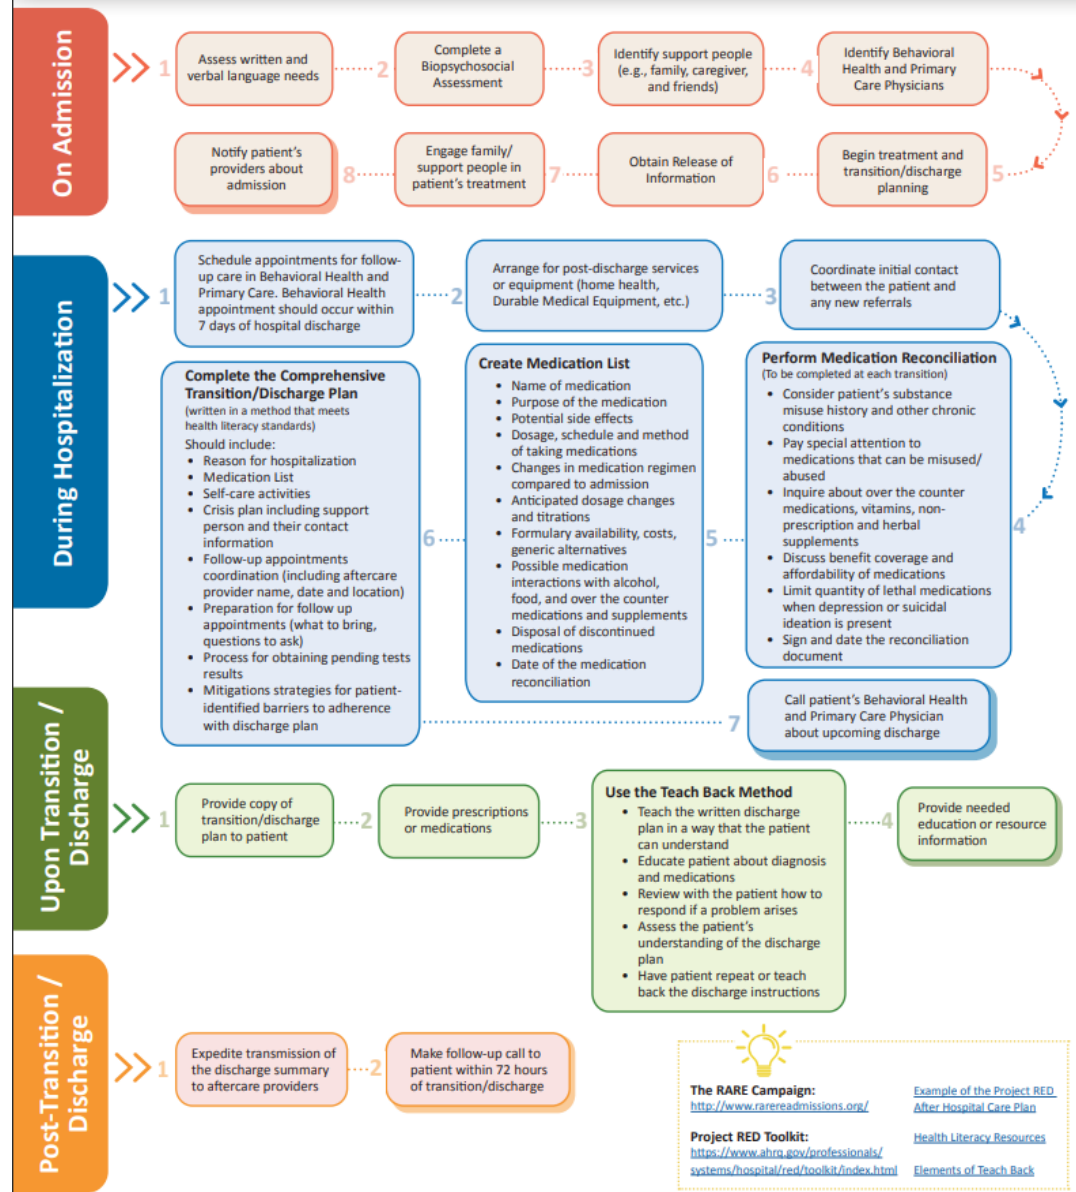 On Admission
1
Assess written and
verbal language needs
2
Complete a
Biopsychosocial
Assessment
3
Identify support people
(e.g., family, caregiver,
and friends)
4
Identify Behavioral
Health and Primary
Care Physicians
5
Begin treatment and
transition/discharge
planning
6
Obtain Release of
Information
7
Engage family/
support people in
patient's treatment
8
Notify patient's
providers about
admission
During Hospitalization
1
Schedule appointments for follow-
up care in Behavioral Health and
Primary Care. Behavioral Health
appointment should occur within
7 days of hospital discharge
2
Arrange for post-discharge services
or equipment (home health,
Durable Medical Equipment, etc.)
3
Coordinate initial contact
between the patient and
any new referrals
4
Perform Medication Reconciliation
(To be completed at each transition)
• Consider patient's substance
misuse history and other chronic
conditions
• Pay special attention to
medications that can be misused/
abused
• Inquire about over the counter
medications, vitamins, non-
prescription and herbal
supplements
• Discuss benefit coverage and
affordability of medications
• Limit quantity of lethal medications
when depression or suicidal
ideation is present
• Sign and date the reconciliation
document
5
Create Medication List
• Name of medication
• Purpose of the medication
• Potential side effects
• Dosage, schedule and method
of taking medications
• Changes in medication regimen
compared to admission
• Anticipated dosage changes
and titrations
• Formulary availability, costs,
generic alternatives
• Possible medication
interactions with alcohol,
food, and over the counter
medications and supplements
• Disposal of discontinued
medications
• Date of the medication
reconciliation
6
Complete the Comprehensive
Transition/Discharge Plan
(written in a method that meets
health literacy standards)
Should include:
• Reason for hospitalization
• Medication List
• Self-care activities
• Crisis plan including support
person and their contact
information
• Follow-up appointments
coordination (including aftercare
provider name, date and location)
• Preparation for follow up
appointments (what to bring,
questions to ask)
• Process for obtaining pending tests
results
• Mitigations strategies for patient-
identified barriers to adherence
with discharge plan
7
Call patient's Behavioral Health
and Primary Care Physician
about upcoming discharge
Upon Transition /
Discharge
1
Provide copy of
transition/discharge
plan to patient
2
Provide prescriptions
or medications
3
Use the Teach Back Method
• Teach the written discharge
plan in a way that the patient
can understand
• Educate patient about diagnosis
and medications
• Review with the patient how to
respond if a problem arises
• Assess the patient's
understanding of the discharge
plan
• Have patient repeat or teach
back the discharge instructions
4
Provide needed
education or resource
information
Post-Transition /
Discharge
1
Expedite transmission of
the discharge summary
to aftercare providers
2
Make follow-up call to
patient within 72 hours
of transition/discharge
The RARE Campaign:
http://www.rarereadmissions.org/
Project RED Toolkit:
https://www.ahrq.gov/professionals/
systems/hospital/red/toolkit/index.html
Example of the Project RED
After Hospital Care Plan
Health Literacy Resources
Elements of Teach Back